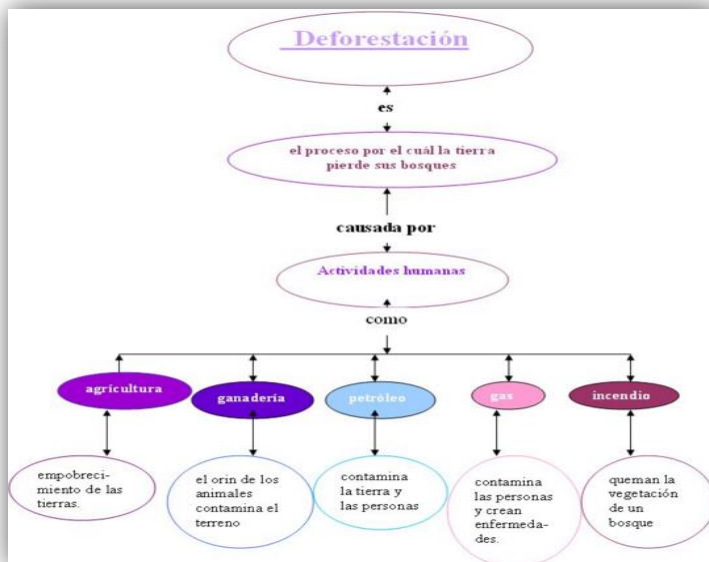 Deforestación
es
el proceso por el cuál la tierra
pierde sus bosques
causada por
Actividades humanas
como
agrícultura
ganadería
petróleo
gas
incendio
empobreci-
miento de las
tierras.
el orin de los
animales
contamina el
terreno
contamina
la tierra y
las personas
contamina
las personas
y crean
enfermeda-
des.
queman la
vegetación
de un
bosque